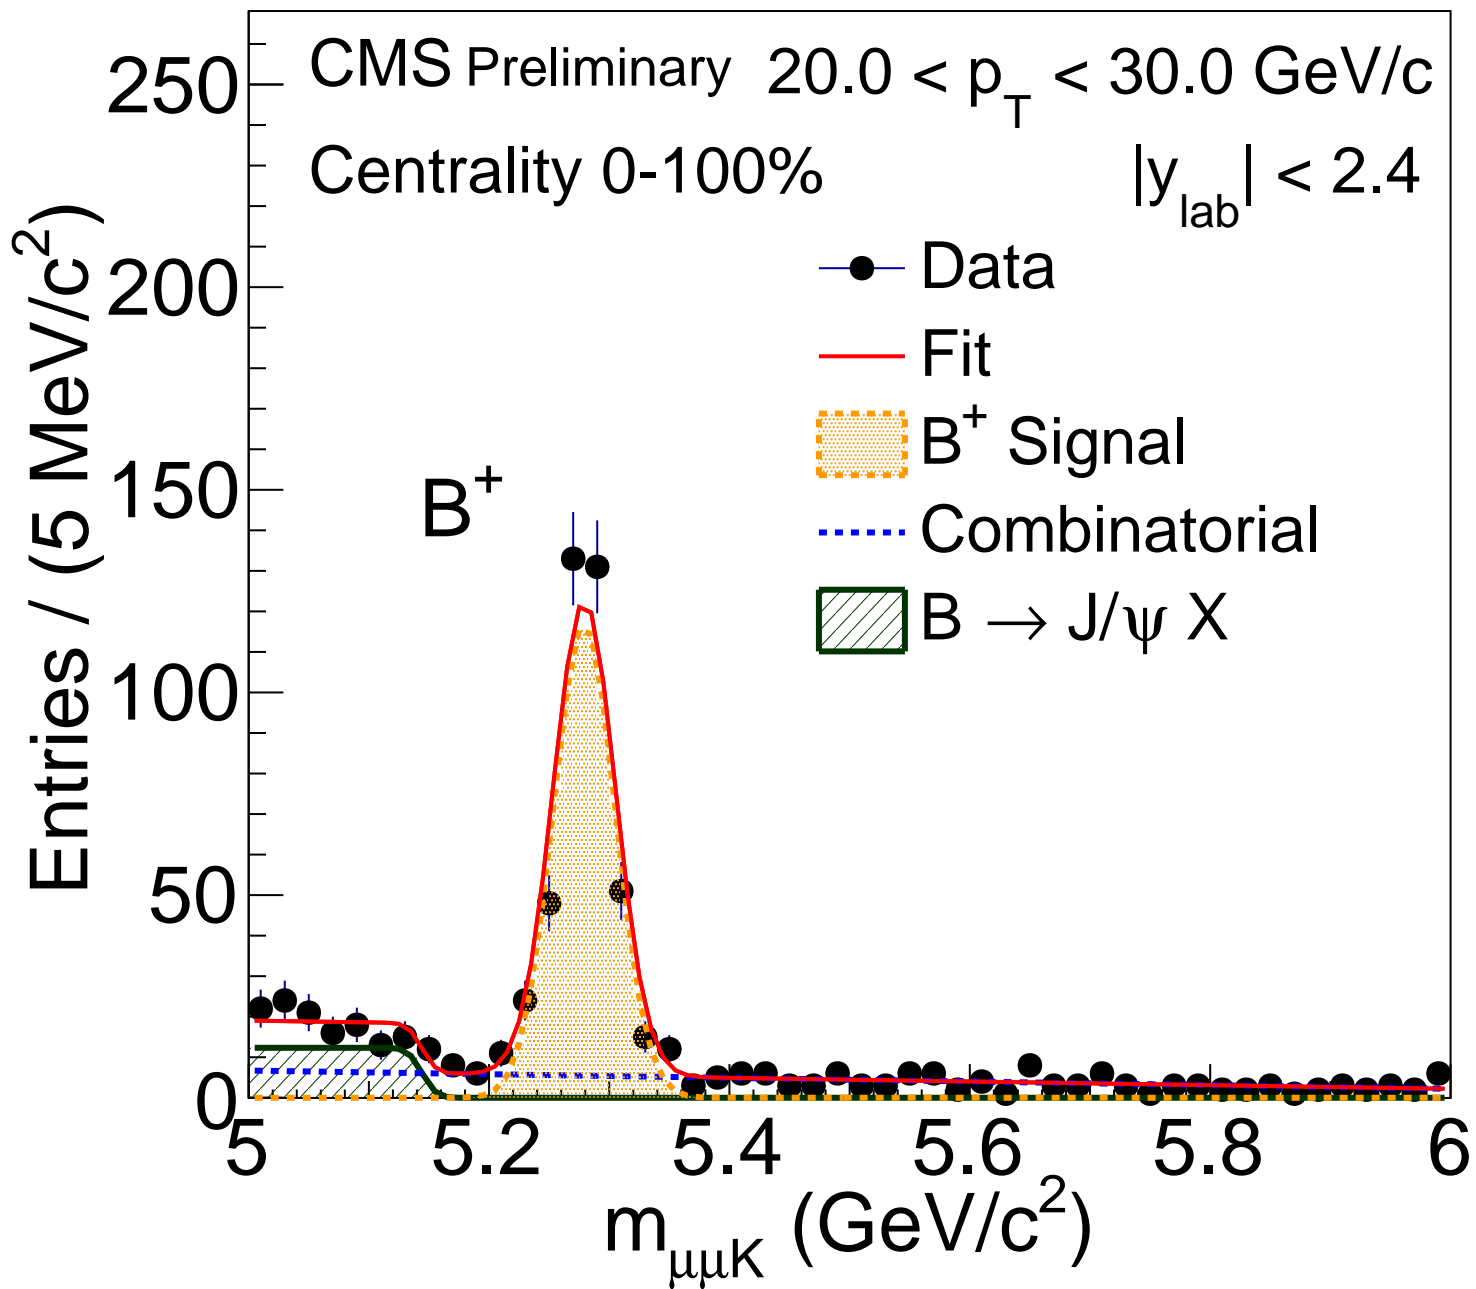 CMS Preliminary 20.0 < p_T < 30.0 GeV/c
Centrality 0-100% |y_lab| < 2.4
Data
Fit
B⁺ Signal
Combinatorial
B → J/ψ X
B⁺
Entries / (5 MeV/c²)
250
200
150
100
50
0
5 5.2 5.4 5.6 5.8 6
m_μμK (GeV/c²)